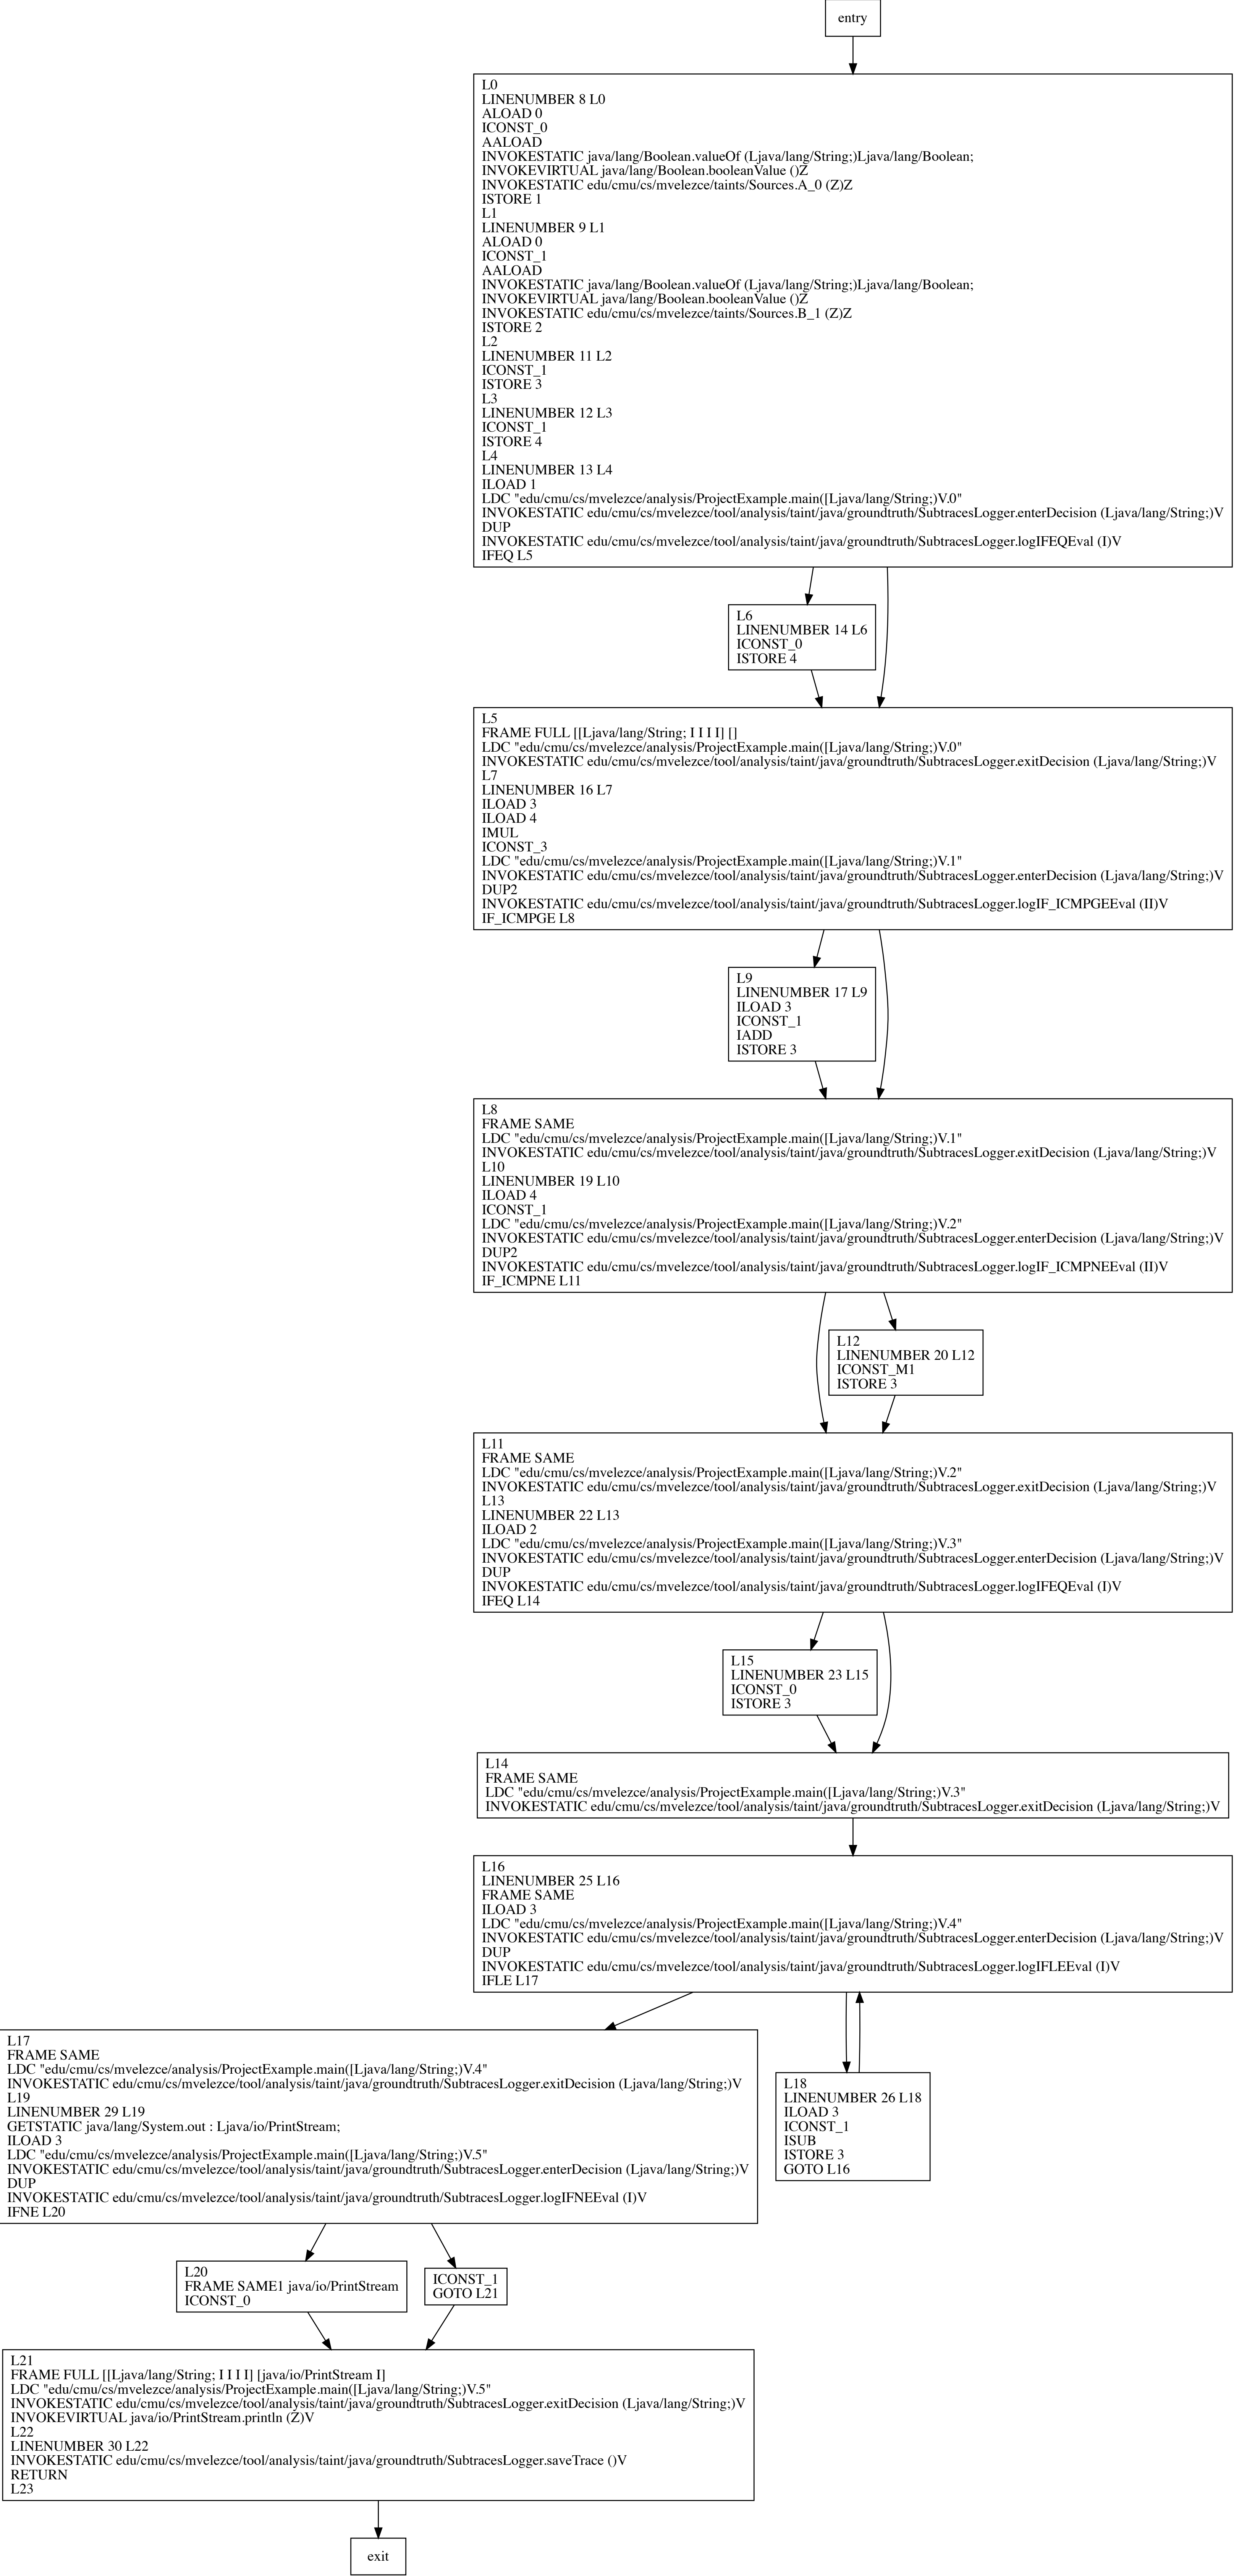 entry
L0
LINENUMBER 8 L0
ALOAD 0
ICONST_0
AALOAD
INVOKESTATIC java/lang/Boolean.valueOf (Ljava/lang/String;)Ljava/lang/Boolean;
INVOKEVIRTUAL java/lang/Boolean.booleanValue ()Z
INVOKESTATIC edu/cmu/cs/mvelezce/taints/Sources.A_0 (Z)Z
ISTORE 1
L1
LINENUMBER 9 L1
ALOAD 0
ICONST_1
AALOAD
INVOKESTATIC java/lang/Boolean.valueOf (Ljava/lang/String;)Ljava/lang/Boolean;
INVOKEVIRTUAL java/lang/Boolean.booleanValue ()Z
INVOKESTATIC edu/cmu/cs/mvelezce/taints/Sources.B_1 (Z)Z
ISTORE 2
L2
LINENUMBER 11 L2
ICONST_1
ISTORE 3
L3
LINENUMBER 12 L3
ICONST_1
ISTORE 4
L4
LINENUMBER 13 L4
ILOAD 1
LDC "edu/cmu/cs/mvelezce/analysis/ProjectExample.main([Ljava/lang/String;)V.0"
INVOKESTATIC edu/cmu/cs/mvelezce/tool/analysis/taint/java/groundtruth/SubtracesLogger.enterDecision (Ljava/lang/String;)V
DUP
INVOKESTATIC edu/cmu/cs/mvelezce/tool/analysis/taint/java/groundtruth/SubtracesLogger.logIFEQEval (I)V
IFEQ L5
L6
LINENUMBER 14 L6
ICONST_0
ISTORE 4
L5
FRAME FULL [[Ljava/lang/String; I I I I] []
LDC "edu/cmu/cs/mvelezce/analysis/ProjectExample.main([Ljava/lang/String;)V.0"
INVOKESTATIC edu/cmu/cs/mvelezce/tool/analysis/taint/java/groundtruth/SubtracesLogger.exitDecision (Ljava/lang/String;)V
L7
LINENUMBER 16 L7
ILOAD 3
ILOAD 4
IMUL
ICONST_3
LDC "edu/cmu/cs/mvelezce/analysis/ProjectExample.main([Ljava/lang/String;)V.1"
INVOKESTATIC edu/cmu/cs/mvelezce/tool/analysis/taint/java/groundtruth/SubtracesLogger.enterDecision (Ljava/lang/String;)V
DUP2
INVOKESTATIC edu/cmu/cs/mvelezce/tool/analysis/taint/java/groundtruth/SubtracesLogger.logIF_ICMPGEEval (II)V
IF_ICMPGE L8
L9
LINENUMBER 17 L9
ILOAD 3
ICONST_1
IADD
ISTORE 3
L8
FRAME SAME
LDC "edu/cmu/cs/mvelezce/analysis/ProjectExample.main([Ljava/lang/String;)V.1"
INVOKESTATIC edu/cmu/cs/mvelezce/tool/analysis/taint/java/groundtruth/SubtracesLogger.exitDecision (Ljava/lang/String;)V
L10
LINENUMBER 19 L10
ILOAD 4
ICONST_1
LDC "edu/cmu/cs/mvelezce/analysis/ProjectExample.main([Ljava/lang/String;)V.2"
INVOKESTATIC edu/cmu/cs/mvelezce/tool/analysis/taint/java/groundtruth/SubtracesLogger.enterDecision (Ljava/lang/String;)V
DUP2
INVOKESTATIC edu/cmu/cs/mvelezce/tool/analysis/taint/java/groundtruth/SubtracesLogger.logIF_ICMPNEEval (II)V
IF_ICMPNE L11
L12
LINENUMBER 20 L12
ICONST_M1
ISTORE 3
L11
FRAME SAME
LDC "edu/cmu/cs/mvelezce/analysis/ProjectExample.main([Ljava/lang/String;)V.2"
INVOKESTATIC edu/cmu/cs/mvelezce/tool/analysis/taint/java/groundtruth/SubtracesLogger.exitDecision (Ljava/lang/String;)V
L13
LINENUMBER 22 L13
ILOAD 2
LDC "edu/cmu/cs/mvelezce/analysis/ProjectExample.main([Ljava/lang/String;)V.3"
INVOKESTATIC edu/cmu/cs/mvelezce/tool/analysis/taint/java/groundtruth/SubtracesLogger.enterDecision (Ljava/lang/String;)V
DUP
INVOKESTATIC edu/cmu/cs/mvelezce/tool/analysis/taint/java/groundtruth/SubtracesLogger.logIFEQEval (I)V
IFEQ L14
L15
LINENUMBER 23 L15
ICONST_0
ISTORE 3
L14
FRAME SAME
LDC "edu/cmu/cs/mvelezce/analysis/ProjectExample.main([Ljava/lang/String;)V.3"
INVOKESTATIC edu/cmu/cs/mvelezce/tool/analysis/taint/java/groundtruth/SubtracesLogger.exitDecision (Ljava/lang/String;)V
L16
LINENUMBER 25 L16
FRAME SAME
ILOAD 3
LDC "edu/cmu/cs/mvelezce/analysis/ProjectExample.main([Ljava/lang/String;)V.4"
INVOKESTATIC edu/cmu/cs/mvelezce/tool/analysis/taint/java/groundtruth/SubtracesLogger.enterDecision (Ljava/lang/String;)V
DUP
INVOKESTATIC edu/cmu/cs/mvelezce/tool/analysis/taint/java/groundtruth/SubtracesLogger.logIFLEEval (I)V
IFLE L17
L17
FRAME SAME
LDC "edu/cmu/cs/mvelezce/analysis/ProjectExample.main([Ljava/lang/String;)V.4"
INVOKESTATIC edu/cmu/cs/mvelezce/tool/analysis/taint/java/groundtruth/SubtracesLogger.exitDecision (Ljava/lang/String;)V
L19
LINENUMBER 29 L19
GETSTATIC java/lang/System.out : Ljava/io/PrintStream;
ILOAD 3
LDC "edu/cmu/cs/mvelezce/analysis/ProjectExample.main([Ljava/lang/String;)V.5"
INVOKESTATIC edu/cmu/cs/mvelezce/tool/analysis/taint/java/groundtruth/SubtracesLogger.enterDecision (Ljava/lang/String;)V
DUP
INVOKESTATIC edu/cmu/cs/mvelezce/tool/analysis/taint/java/groundtruth/SubtracesLogger.logIFNEEval (I)V
IFNE L20
L18
LINENUMBER 26 L18
ILOAD 3
ICONST_1
ISUB
ISTORE 3
GOTO L16
L20
FRAME SAME1 java/io/PrintStream
ICONST_0
ICONST_1
GOTO L21
L21
FRAME FULL [[Ljava/lang/String; I I I I] [java/io/PrintStream I]
LDC "edu/cmu/cs/mvelezce/analysis/ProjectExample.main([Ljava/lang/String;)V.5"
INVOKESTATIC edu/cmu/cs/mvelezce/tool/analysis/taint/java/groundtruth/SubtracesLogger.exitDecision (Ljava/lang/String;)V
INVOKEVIRTUAL java/io/PrintStream.println (Z)V
L22
LINENUMBER 30 L22
INVOKESTATIC edu/cmu/cs/mvelezce/tool/analysis/taint/java/groundtruth/SubtracesLogger.saveTrace ()V
RETURN
L23
exit